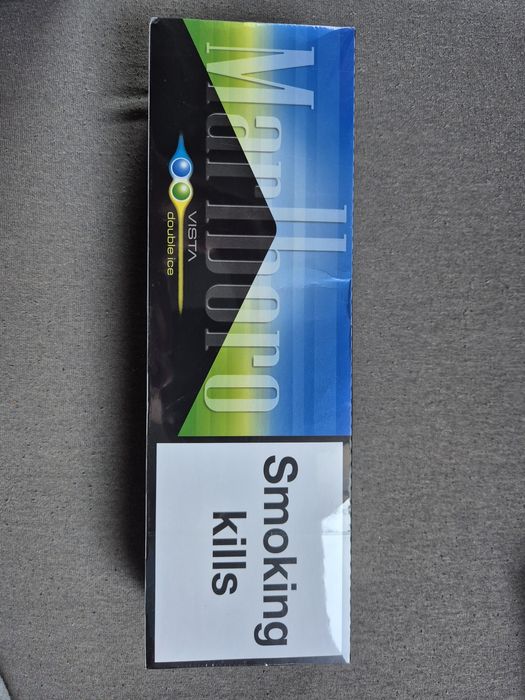 Marlboro
VISTA
double ice
Smoking
kills